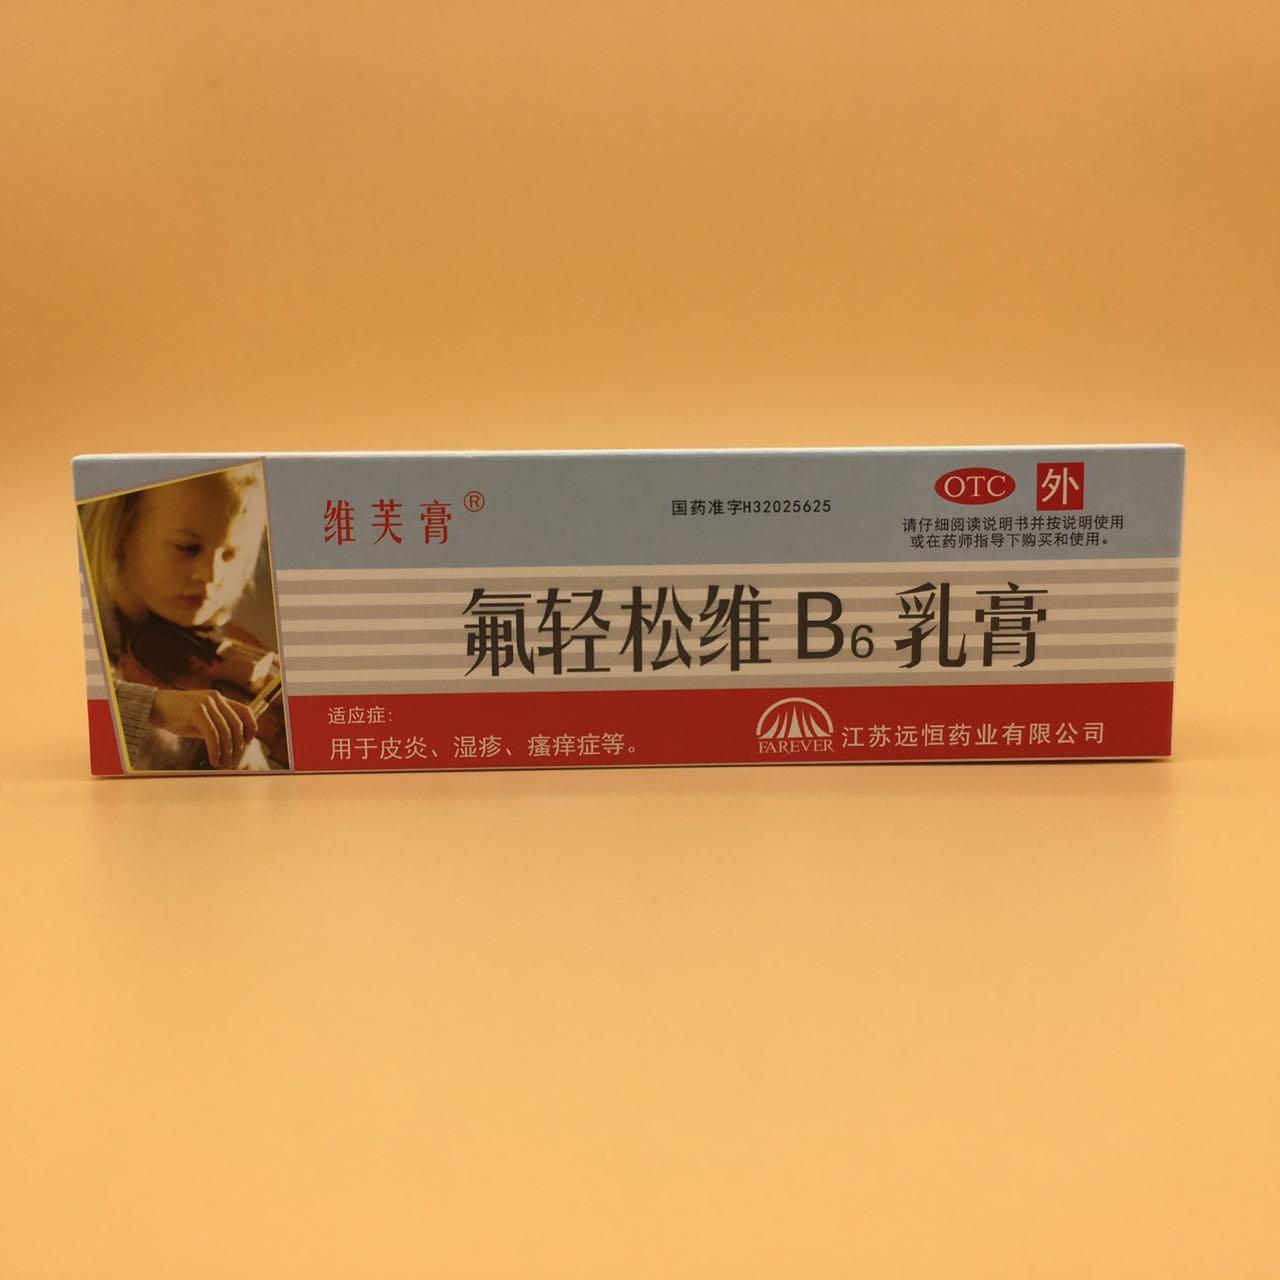 维芙膏®
国药准字H32025625
OTC 外
请仔细阅读说明书并按说明使用
或在药师指导下购买和使用。
氟轻松维B6乳膏
适应症:
用于皮炎、湿疹、瘙痒症等。
FAREVER 江苏远恒药业有限公司